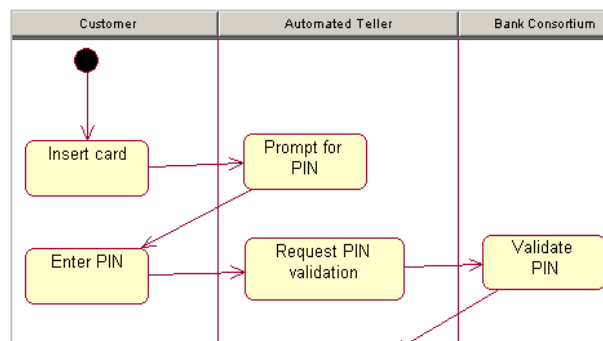 Customer
Automated Teller
Bank Consortium
Insert card
Prompt for
PIN
Enter PIN
Request PIN
validation
Validate
PIN